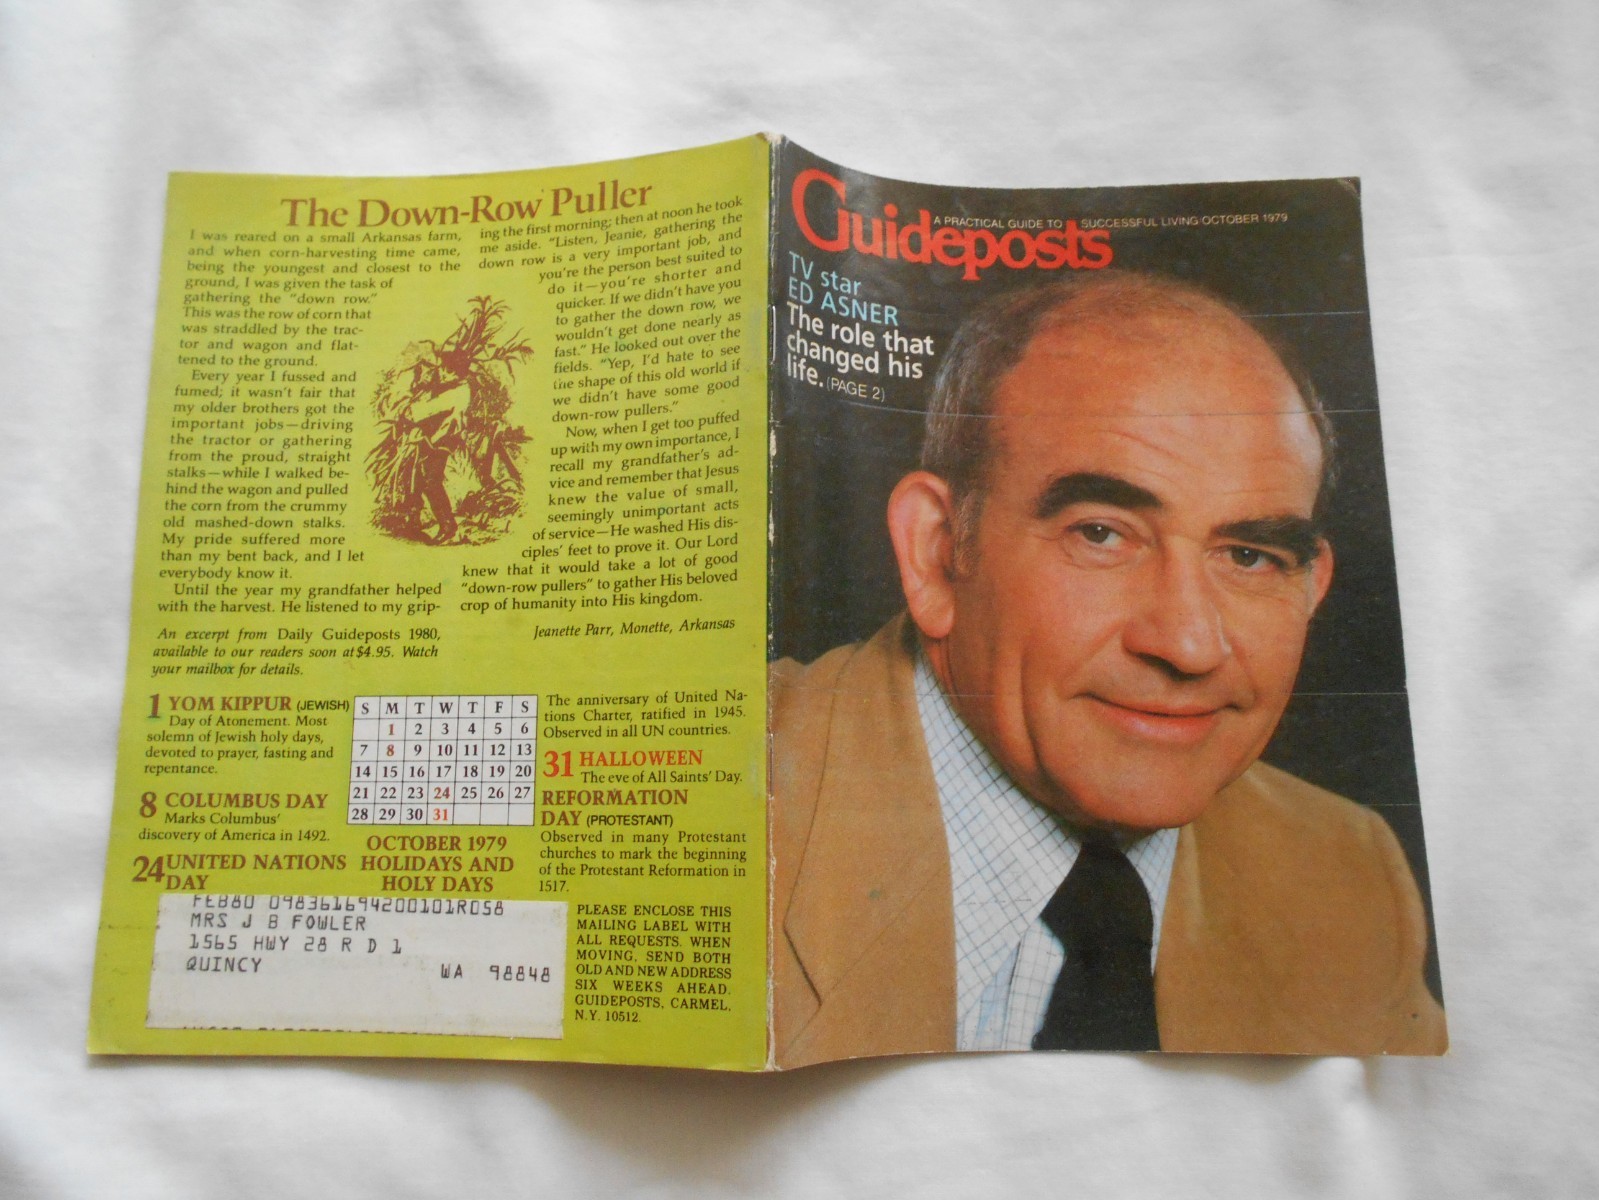 The Down-Row Puller
I was reared on a small Arkansas farm,
and when corn-harvesting time came,
being the youngest and closest to the
ground, I was given the task of
gathering the "down row."
This was the row of corn that
was straddled by the trac-
tor and wagon and flat-
tened to the ground.
Every year I fussed and
fumed; it wasn't fair that
my older brothers got the
important jobs—driving
the tractor or gathering
from the proud, straight
stalks—while I walked be-
hind the wagon and pulled
the corn from the crummy
old mashed-down stalks.
My pride suffered more
than my bent back, and I let
everybody know it.
Until the year my grandfather helped
with the harvest. He listened to my grip-
ing the first morning; then at noon he took
me aside. "Listen, Jeanie, gathering the
down row is a very important job, and
you're the person best suited to
do it—you're shorter and
quicker. If we didn't have you
to gather the down row, we
wouldn't get done nearly as
fast." He looked out over the
fields. "Yep, I'd hate to see
the shape of this old world if
we didn't have some good
down-row pullers."
Now, when I get too puffed
up with my own importance, I
recall my grandfather's ad-
vice and remember that Jesus
knew the value of small,
seemingly unimportant acts
of service—He washed His dis-
ciples' feet to prove it. Our Lord
knew that it would take a lot of good
"down-row pullers" to gather His beloved
crop of humanity into His kingdom.
Jeanette Parr, Monette, Arkansas
An excerpt from Daily Guideposts 1980,
available to our readers soon at $4.95. Watch
your mailbox for details.
1 YOM KIPPUR (JEWISH)
Day of Atonement. Most
solemn of Jewish holy days,
devoted to prayer, fasting and
repentance.
8 COLUMBUS DAY
Marks Columbus'
discovery of America in 1492.
24 UNITED NATIONS
DAY
S M T W T F S
1 2 3 4 5 6
7 8 9 10 11 12 13
14 15 16 17 18 19 20
21 22 23 24 25 26 27
28 29 30 31
OCTOBER 1979
HOLIDAYS AND
HOLY DAYS
The anniversary of United Na-
tions Charter, ratified in 1945.
Observed in all UN countries.
31 HALLOWEEN
The eve of All Saints' Day.
REFORMATION
DAY (PROTESTANT)
Observed in many Protestant
churches to mark the beginning
of the Protestant Reformation in
1517.
FEB80 098361694200101R058
MRS J B FOWLER
1565 HWY 28 R D 1
QUINCY WA 98848
PLEASE ENCLOSE THIS
MAILING LABEL WITH
ALL REQUESTS. WHEN
MOVING, SEND BOTH
OLD AND NEW ADDRESS
SIX WEEKS AHEAD.
GUIDEPOSTS, CARMEL,
N.Y. 10512.
Guideposts
A PRACTICAL GUIDE TO SUCCESSFUL LIVING OCTOBER 1979
TV star
ED ASNER
The role that
changed his
life. (PAGE 2)